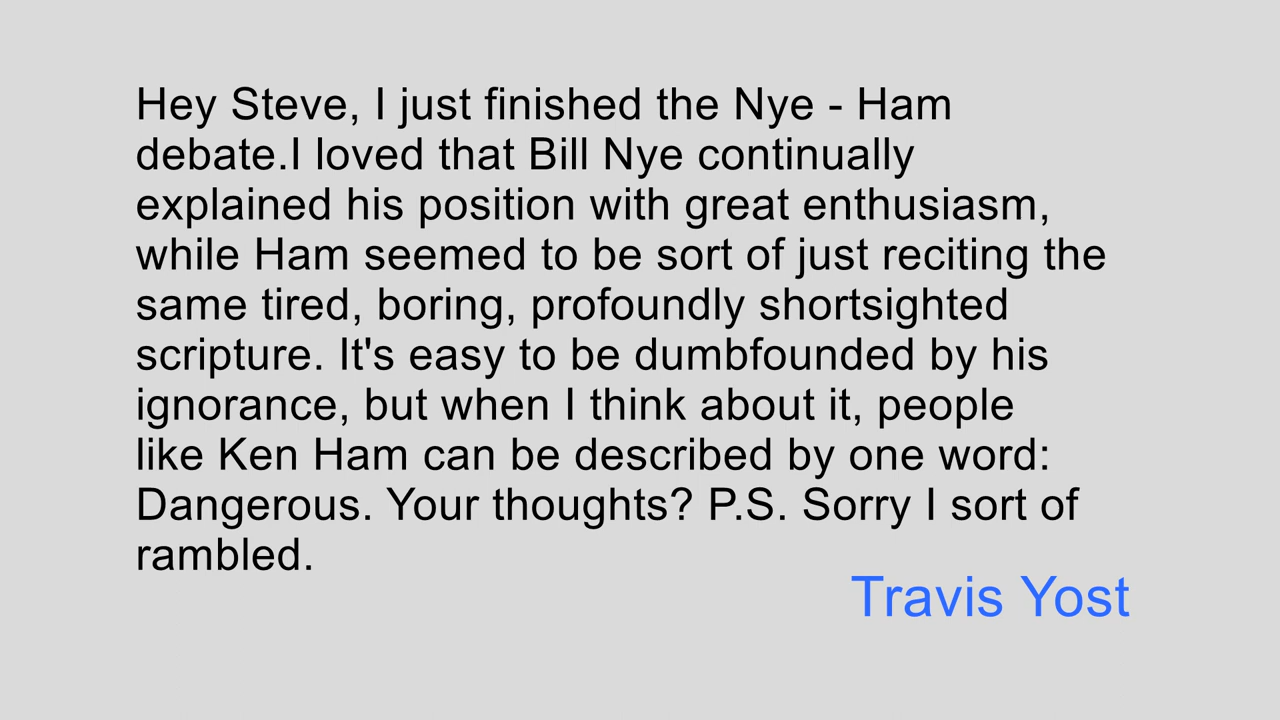 Hey Steve, I just finished the Nye - Ham
debate.I loved that Bill Nye continually
explained his position with great enthusiasm,
while Ham seemed to be sort of just reciting the
same tired, boring, profoundly shortsighted
scripture. It's easy to be dumbfounded by his
ignorance, but when I think about it, people
like Ken Ham can be described by one word:
Dangerous. Your thoughts? P.S. Sorry I sort of
rambled.
Travis Yost